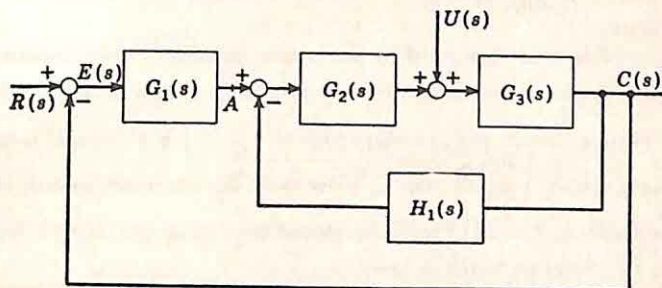 U(s)
C(s)
+ E(s) G₁(s) + G₂(s) + + G₃(s)
R(s) − A −
H₁(s)
−